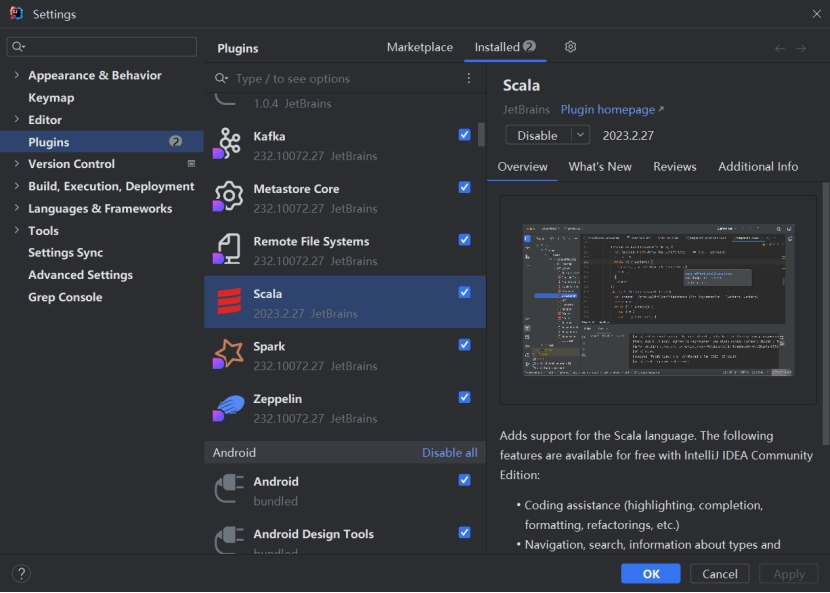 Settings
Appearance & Behavior
Keymap
Editor
Plugins 2
Version Control
Build, Execution, Deployment
Languages & Frameworks
Tools
Settings Sync
Advanced Settings
Grep Console
Plugins
Marketplace
Installed 2
Type / to see options
1.0.4 JetBrains
Kafka
232.10072.27 JetBrains
Metastore Core
232.10072.27 JetBrains
Remote File Systems
232.10072.27 JetBrains
Scala
2023.2.27 JetBrains
Spark
232.10072.27 JetBrains
Zeppelin
232.10072.27 JetBrains
Android Disable all
Android
bundled
Android Design Tools
bundled
Scala
JetBrains Plugin homepage ↗
Disable 2023.2.27
Overview What's New Reviews Additional Info
Adds support for the Scala language. The following
features are available for free with IntelliJ IDEA Community
Edition:
• Coding assistance (highlighting, completion,
formatting, refactorings, etc.)
• Navigation, search, information about types and
? OK Cancel Apply